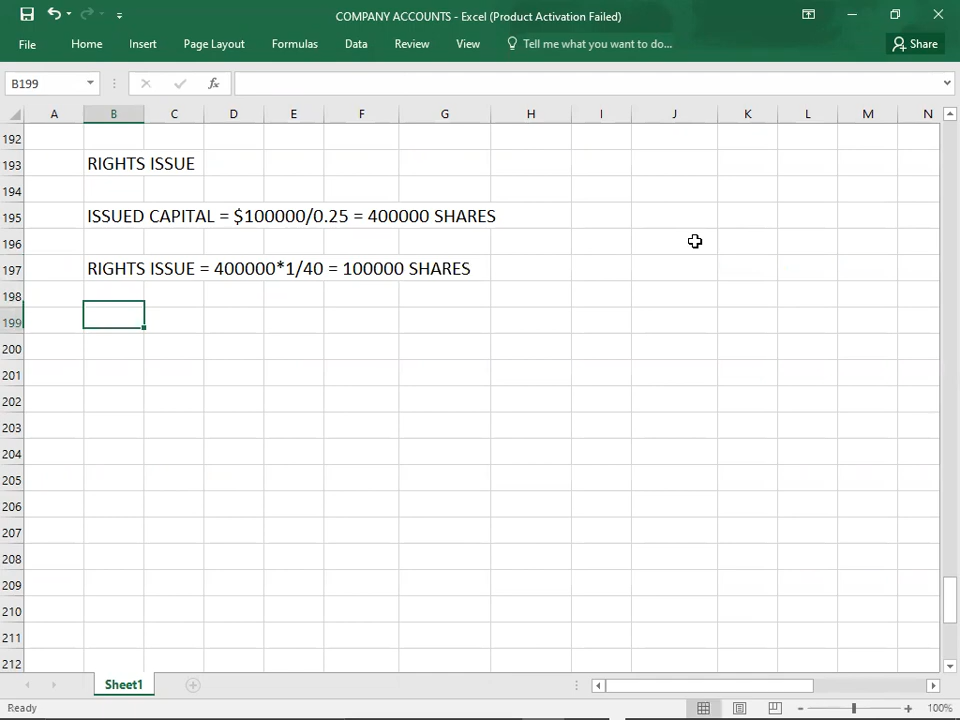 COMPANY ACCOUNTS - Excel (Product Activation Failed)
File Home Insert Page Layout Formulas Data Review View Tell me what you want to do... Share
B199 fx
A B C D E F G H I J K L M N
192
193 RIGHTS ISSUE
194
195 ISSUED CAPITAL = $100000/0.25 = 400000 SHARES
196
197 RIGHTS ISSUE = 400000*1/40 = 100000 SHARES
198
199
200
201
202
203
204
205
206
207
208
209
210
211
212
Sheet1
Ready 100%